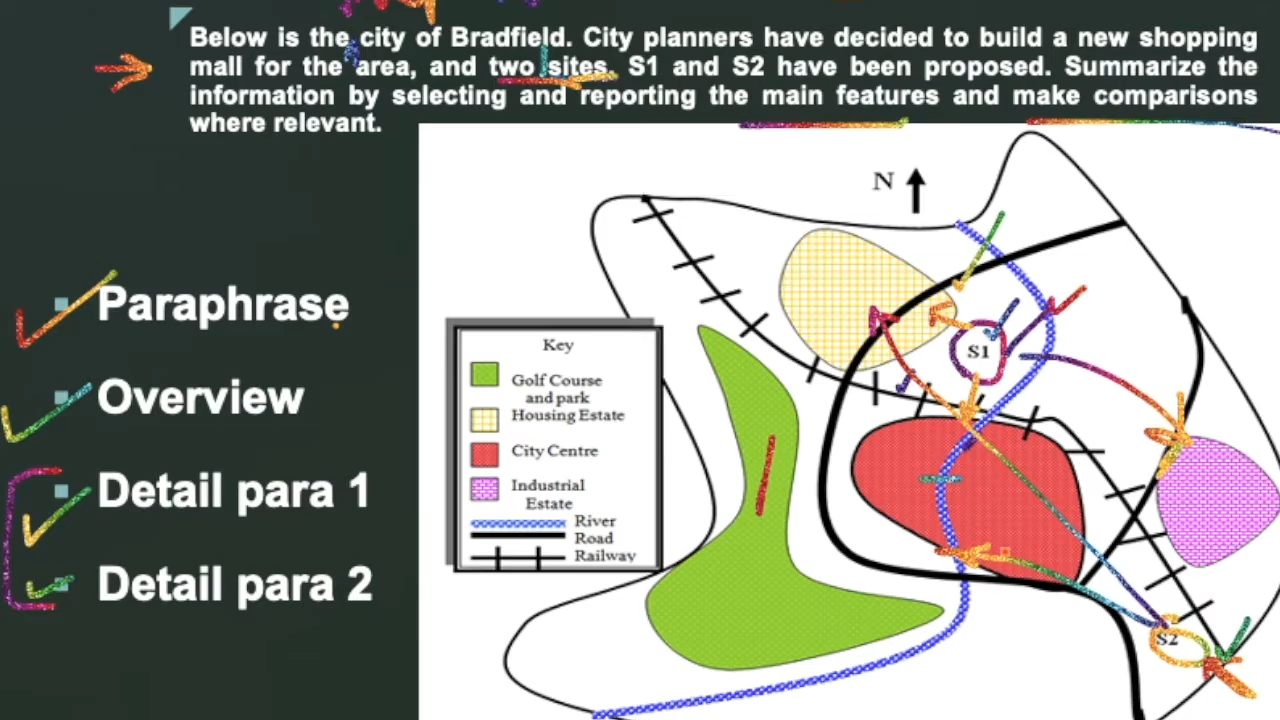 Below is the city of Bradfield. City planners have decided to build a new shopping
mall for the area, and two sites, S1 and S2 have been proposed. Summarize the
information by selecting and reporting the main features and make comparisons
where relevant.
Paraphrase
Overview
Detail para 1
Detail para 2
N
S1
S2
Key
Golf Course
and park
Housing Estate
City Centre
Industrial
Estate
River
Road
Railway